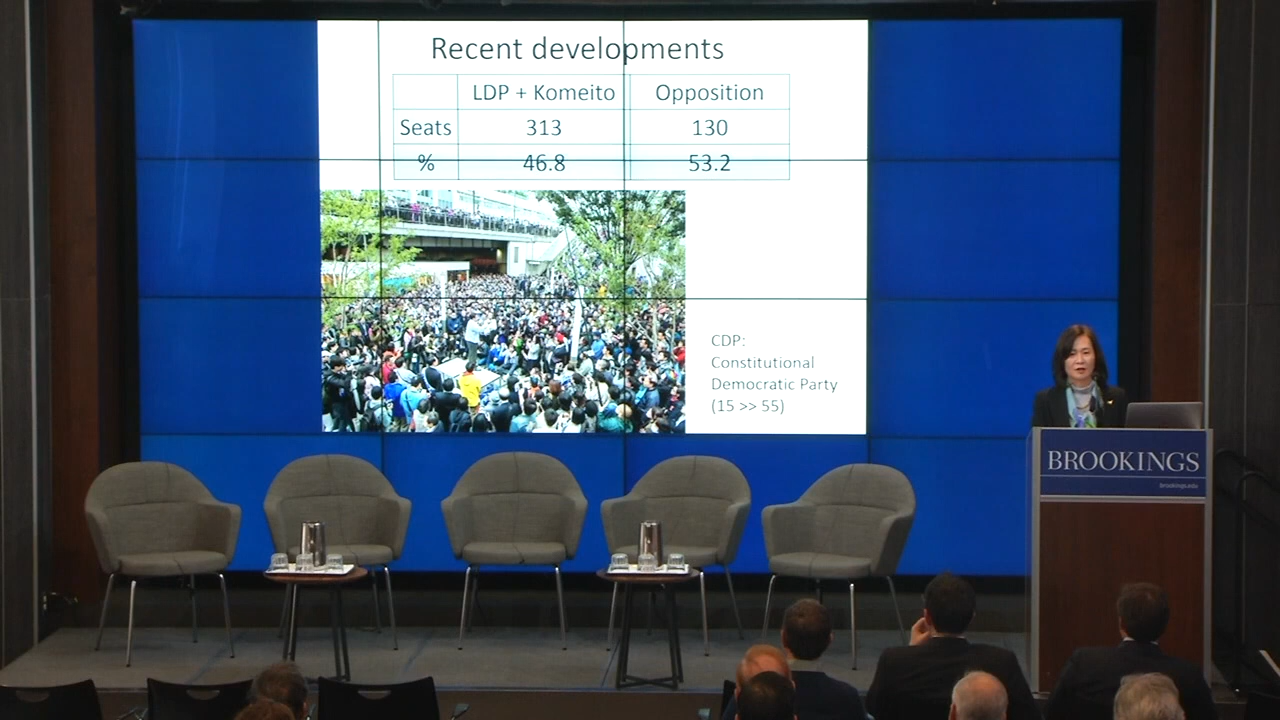 Recent developments
LDP + Komeito Opposition
Seats 313 130
% 46.8 53.2
CDP:
Constitutional
Democratic Party
(15 >> 55)
BROOKINGS
brookings.edu